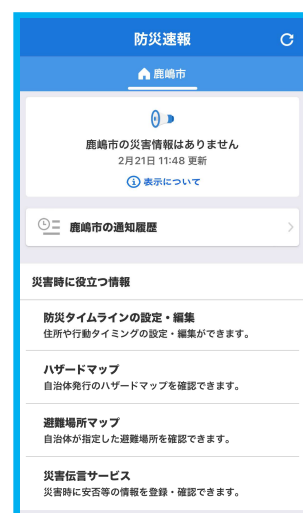 防災速報
鹿嶋市
鹿嶋市の災害情報はありません
2月21日 11:48 更新
表示について
鹿嶋市の通知履歴
災害時に役立つ情報
防災タイムラインの設定・編集
住所や行動タイミングの設定・編集ができます。
ハザードマップ
自治体発行のハザードマップを確認できます。
避難場所マップ
自治体が指定した避難場所を確認できます。
災害伝言サービス
災害時に安否等の情報を登録・確認できます。